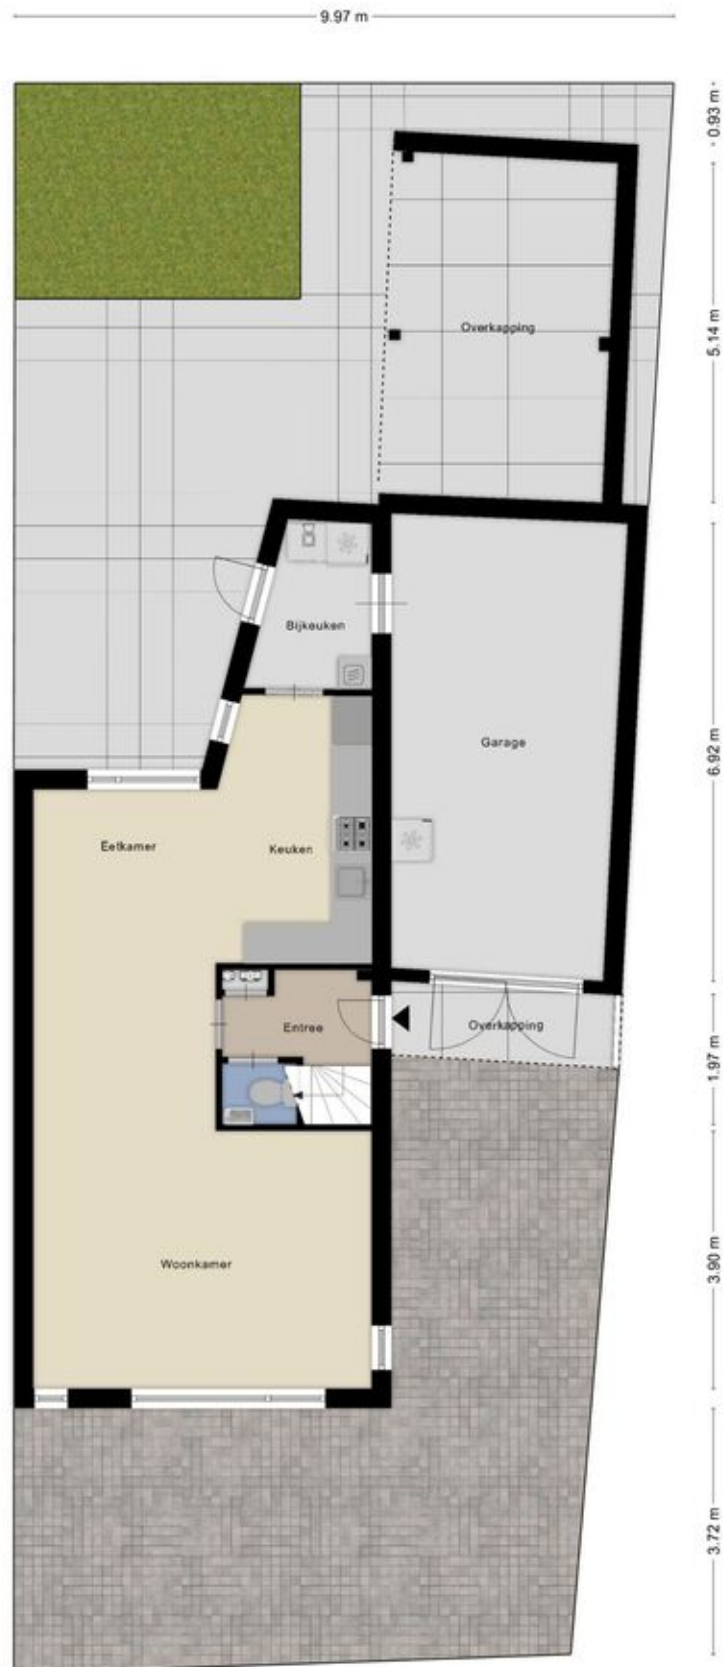 9.97 m
0.93 m
Overkapping
5.14 m
Bijkeuken
Garage
6.92 m
Eetkamer
Keuken
Entree
Overkapping
1.97 m
Woonkamer
3.90 m
3.72 m